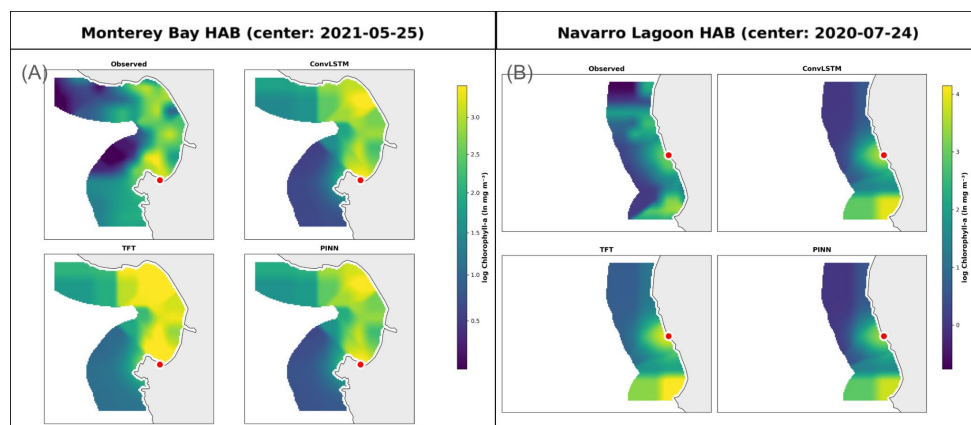 Monterey Bay HAB (center: 2021-05-25)
(A)
Observed
ConvLSTM
TFT
PINN
3.0
2.5
2.0
1.5
1.0
0.5
log Chlorophyll-a (ln mg m⁻³)
Navarro Lagoon HAB (center: 2020-07-24)
(B)
Observed
ConvLSTM
TFT
PINN
4
3
2
1
0
log Chlorophyll-a (ln mg m⁻³)